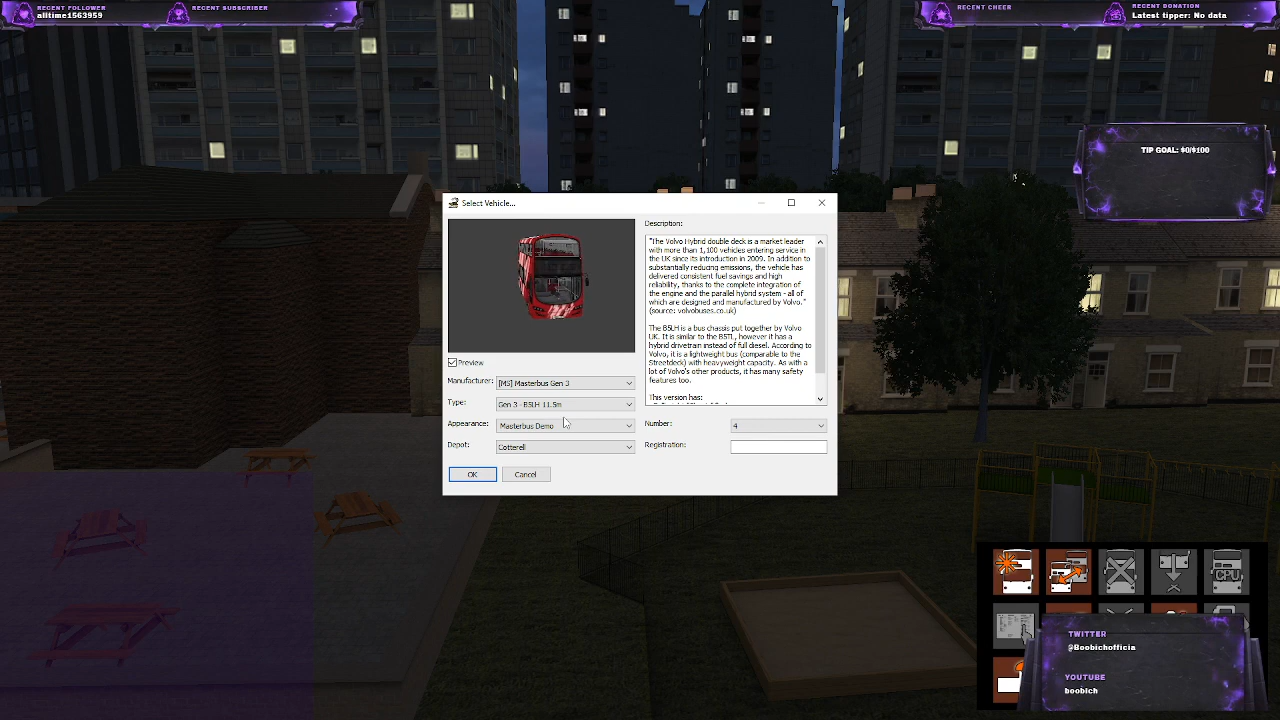 RECENT FOLLOWER
alltime1563959
RECENT SUBSCRIBER
RECENT CHEER
RECENT DONATION
Latest tipper: No data
TIP GOAL: $0/$100
Select Vehicle...
Description:
"The Volvo Hybrid double deck is a market leader
with more than 1,100 vehicles entering service in
the UK since its introduction in 2009. In addition to
substantially reducing emissions, the vehicle has
delivered consistent fuel savings and high
reliability, thanks to the complete integration of
the engine and the parallel hybrid system - all of
which are designed and manufactured by Volvo."
(source: volvobuses.co.uk)
The B5LH is a bus chassis put together by Volvo
UK. It is similar to the B5TL, however it has a
hybrid drivetrain instead of full diesel. According to
Volvo, it is a lightweight bus (comparable to the
Streetdeck) with heavyweight capacity. As with a
lot of Volvo's other products, it has many safety
features too.
This version has:
Preview
Manufacturer: [MS] Masterbus Gen 3
Type: Gen 3 - B5LH 11.5m
Appearance: Masterbus Demo
Number: 4
Depot: Cotterell
Registration:
OK
Cancel
CPU
TWITTER
@Boobichofficia
YOUTUBE
boobich